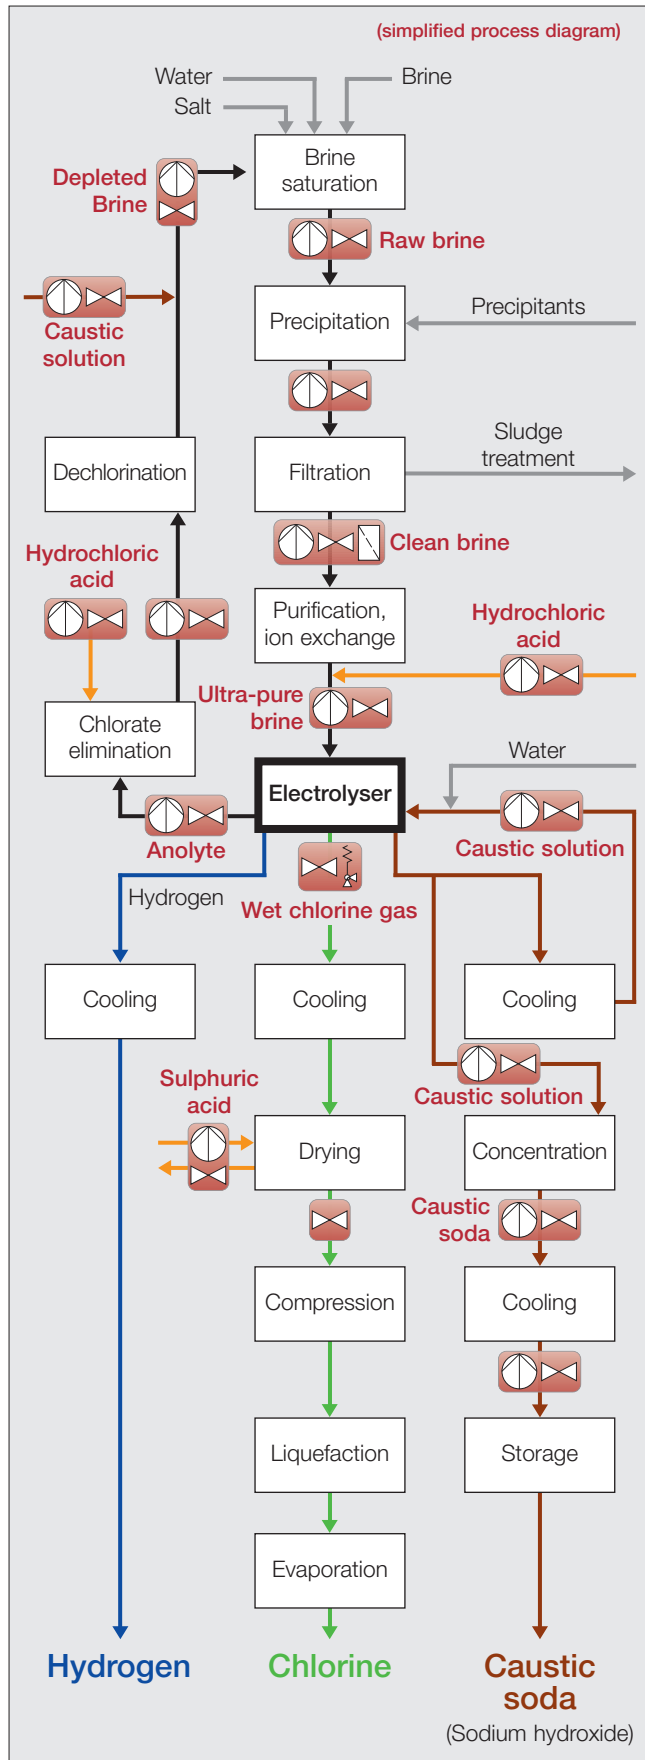 (simplified process diagram)
Water
Brine
Salt
Brine
saturation
Depleted
Brine
Raw brine
Caustic
solution
Precipitation
Precipitants
Dechlorination
Filtration
Sludge
treatment
Clean brine
Hydrochloric
acid
Purification,
ion exchange
Hydrochloric
acid
Ultra-pure
brine
Chlorate
elimination
Water
Electrolyser
Anolyte
Caustic solution
Hydrogen
Wet chlorine gas
Cooling
Cooling
Cooling
Sulphuric
acid
Caustic solution
Drying
Concentration
Caustic
soda
Compression
Cooling
Liquefaction
Storage
Evaporation
Hydrogen
Chlorine
Caustic
soda
(Sodium hydroxide)